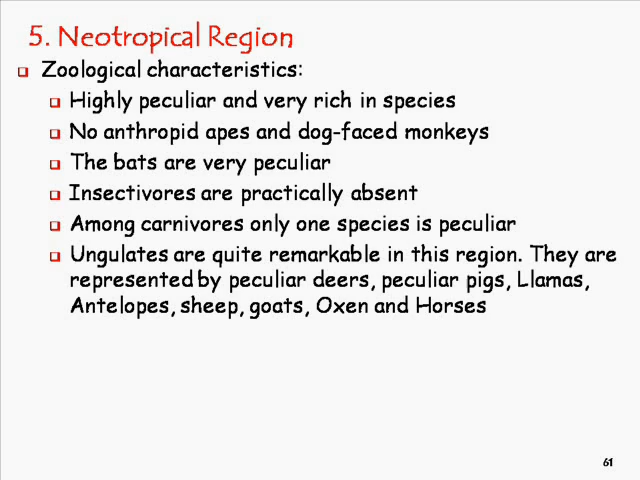 5. Neotropical Region
Zoological characteristics:
Highly peculiar and very rich in species
No anthropid apes and dog-faced monkeys
The bats are very peculiar
Insectivores are practically absent
Among carnivores only one species is peculiar
Ungulates are quite remarkable in this region. They are
represented by peculiar deers, peculiar pigs, Llamas,
Antelopes, sheep, goats, Oxen and Horses
61